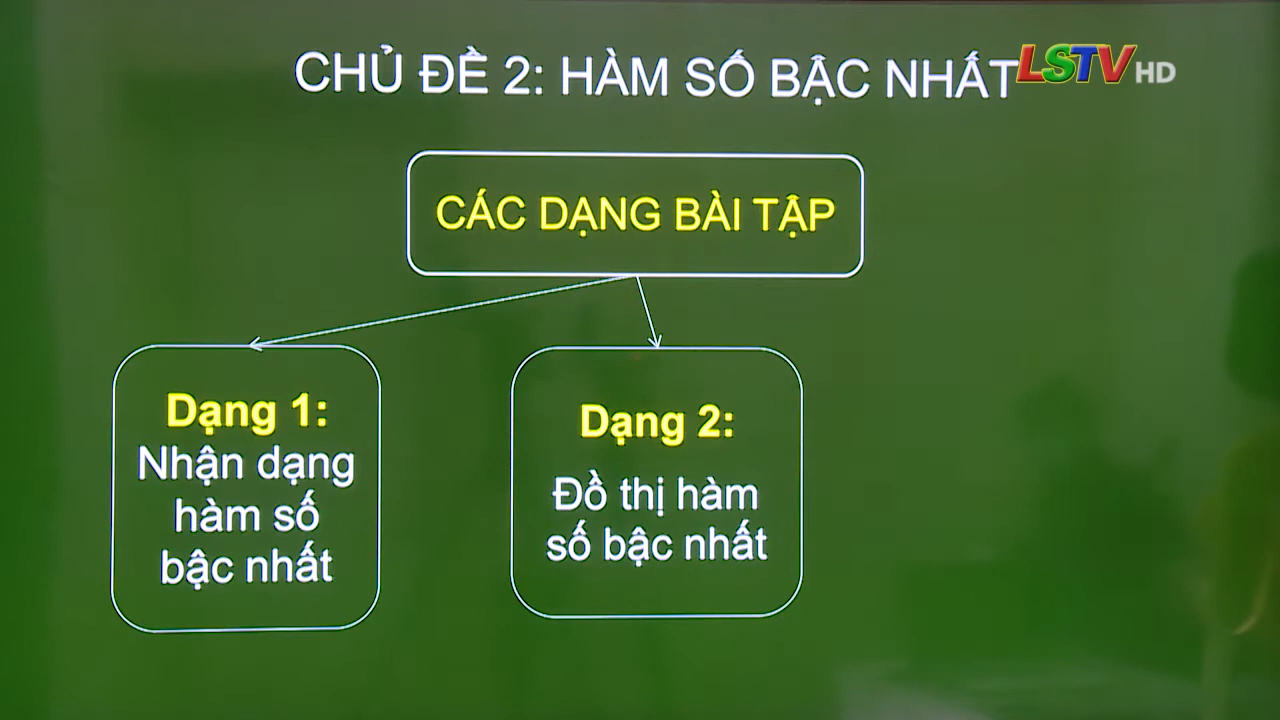 CHỦ ĐỀ 2: HÀM SỐ BẬC NHẤT
LSTV HD
CÁC DẠNG BÀI TẬP
Dạng 1:
Nhận dạng
hàm số
bậc nhất
Dạng 2:
Đồ thị hàm
số bậc nhất